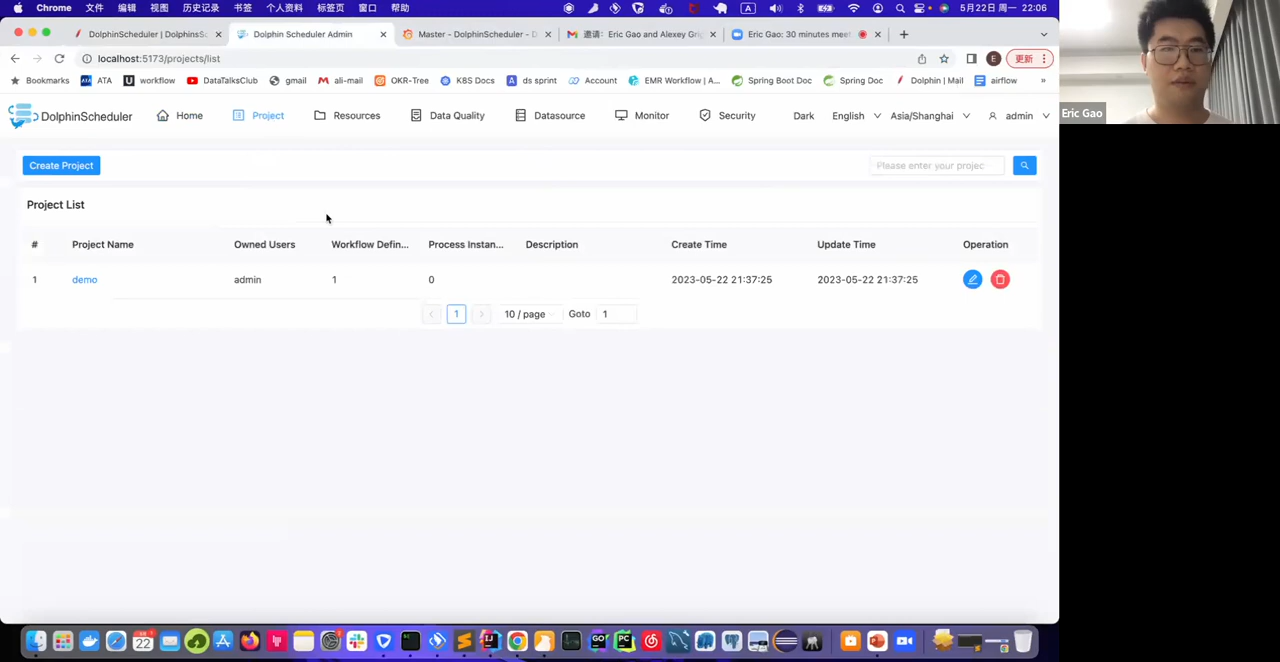 Chrome 文件 编辑 视图 历史记录 书签 个人资料 标签页 窗口 帮助 A 5月22日 周一 22:06
DolphinScheduler | DolphinsSc Dolphin Scheduler Admin Master - DolphinScheduler - D 邀请：Eric Gao and Alexey Grig Eric Gao: 30 minutes meet
localhost:5173/projects/list E 更新
Bookmarks ATA workflow DataTalksClub gmail ali-mail OKR-Tree K8S Docs ds sprint Account EMR Workflow | A... Spring Boot Doc Spring Doc Dolphin | Mail airflow »
DolphinScheduler Home Project Resources Data Quality Datasource Monitor Security Dark English Asia/Shanghai admin
Eric Gao
Create Project Please enter your projec
Project List
# Project Name Owned Users Workflow Defin... Process Instan... Description Create Time Update Time Operation
1 demo admin 1 0 2023-05-22 21:37:25 2023-05-22 21:37:25
1 10 / page Goto 1
22 GO PC